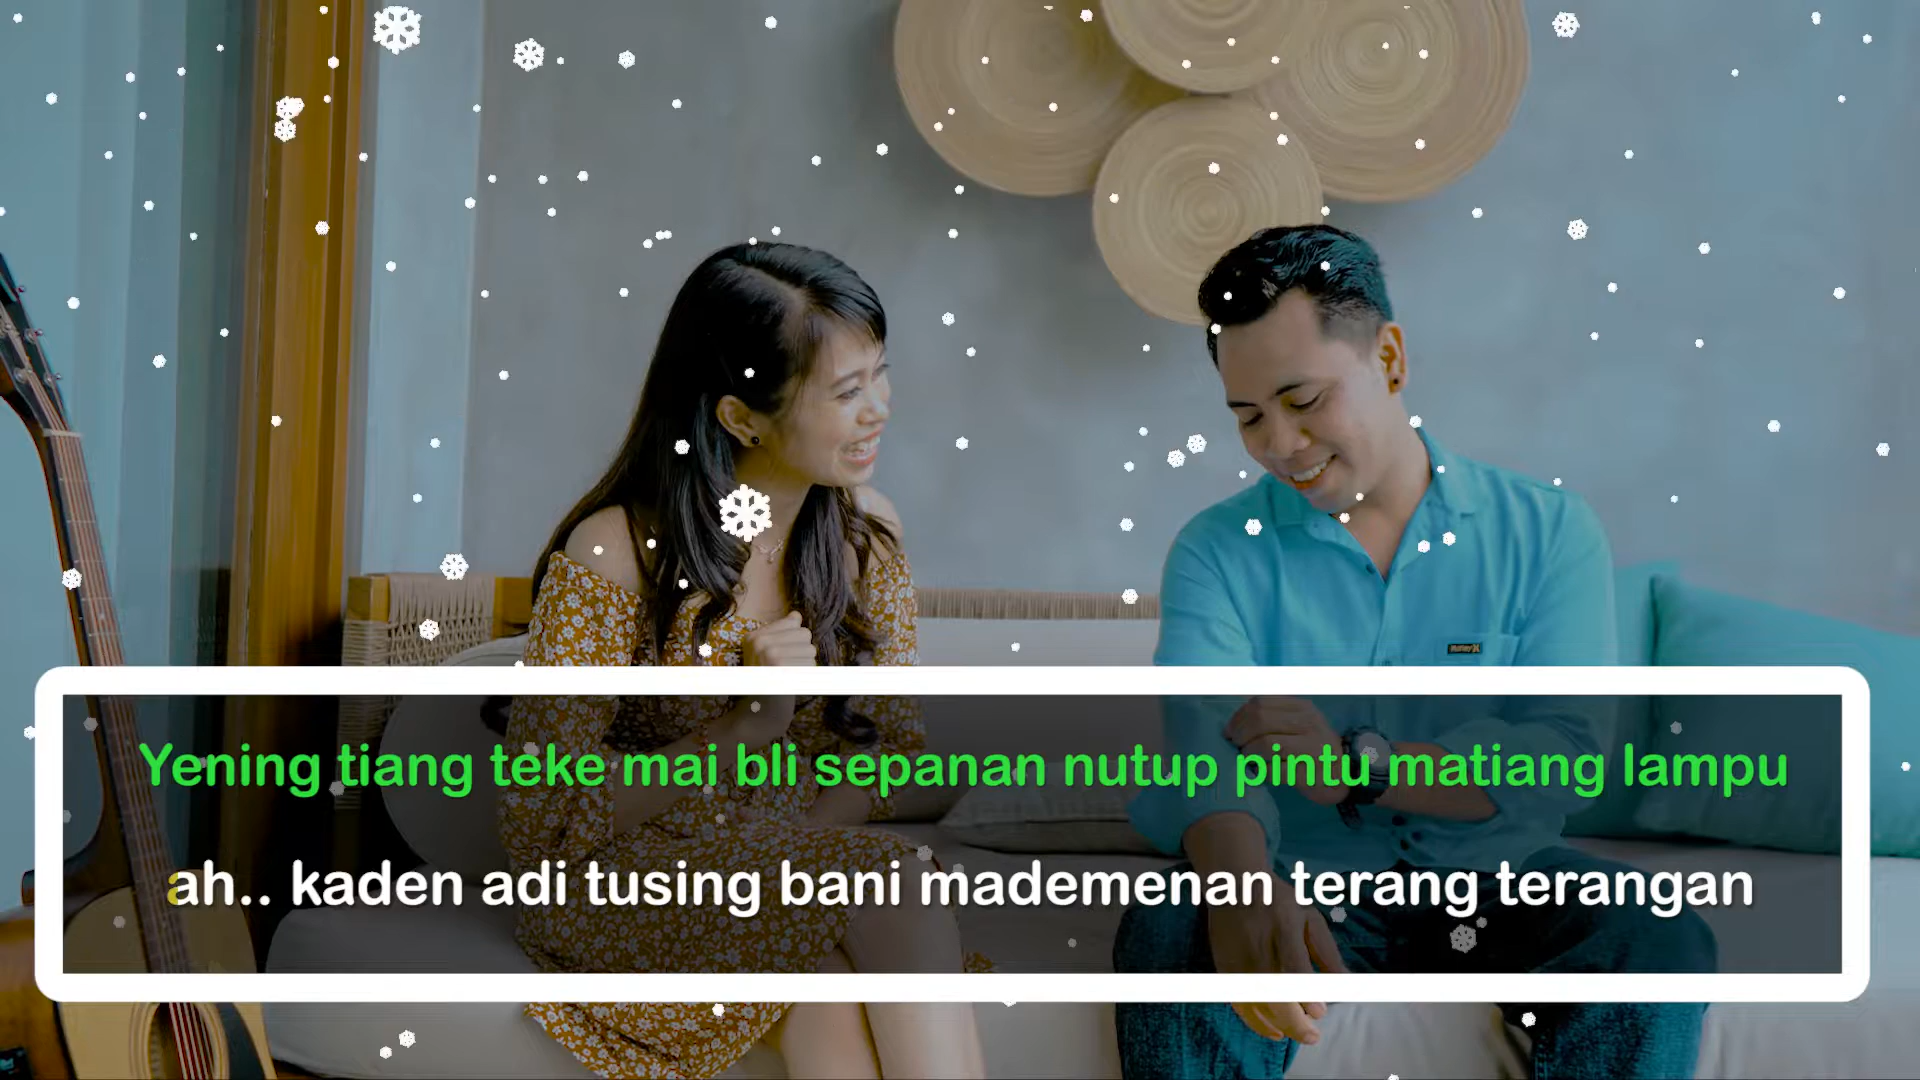 Yening tiang teke mai bli sepanan nutup pintu matiang lampu
ah.. kaden adi tusing bani mademenan terang terangan